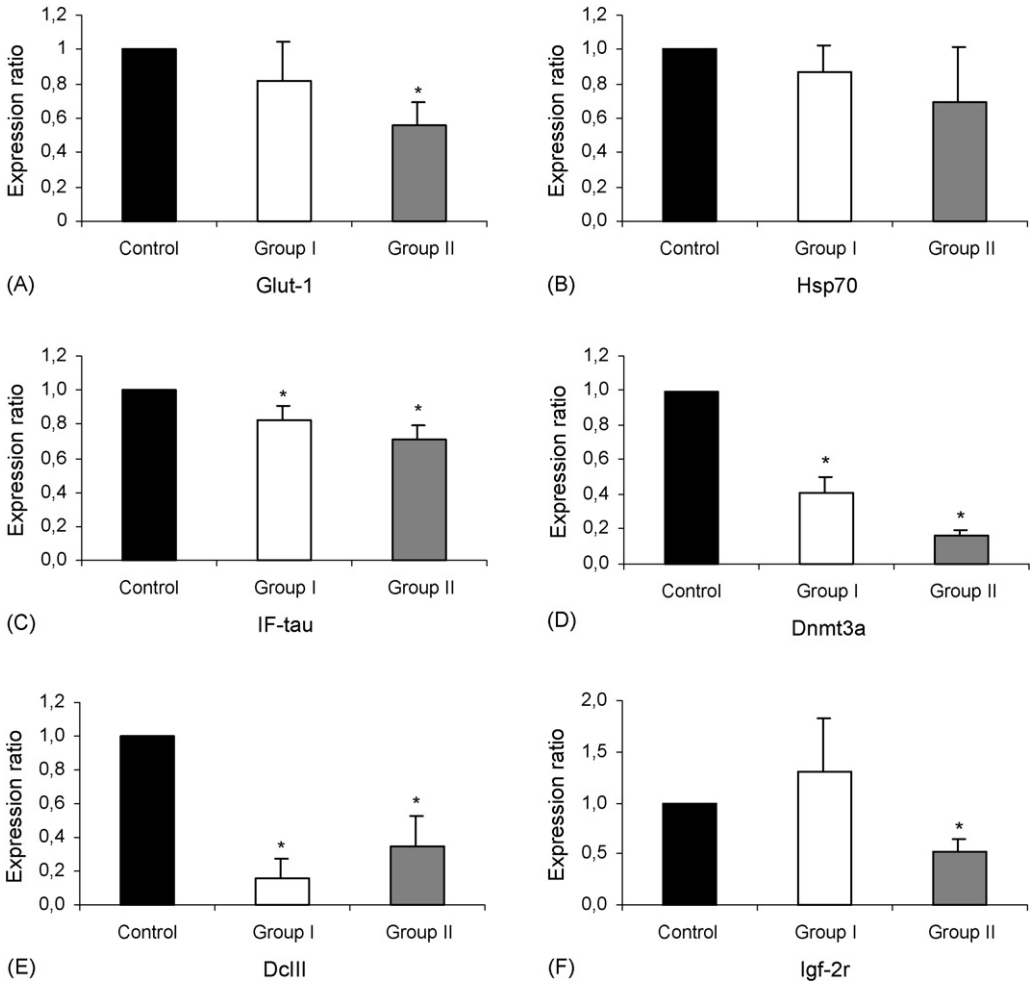 1,2
1
0,8
0,6
0,4
0,2
0
Expression ratio
*
Control Group I Group II
(A) Glut-1
1,2
1,0
0,8
0,6
0,4
0,2
0,0
Expression ratio
Control Group I Group II
(B) Hsp70
1,2
1,0
0,8
0,6
0,4
0,2
0,0
Expression ratio
* *
Control Group I Group II
(C) IF-tau
1,2
1,0
0,8
0,6
0,4
0,2
0,0
Expression ratio
* *
Control Group I Group II
(D) Dnmt3a
1,2
1,0
0,8
0,6
0,4
0,2
0,0
Expression ratio
* *
Control Group I Group II
(E) DcIII
2,0
1,5
1,0
0,5
0,0
Expression ratio
*
Control Group I Group II
(F) Igf-2r